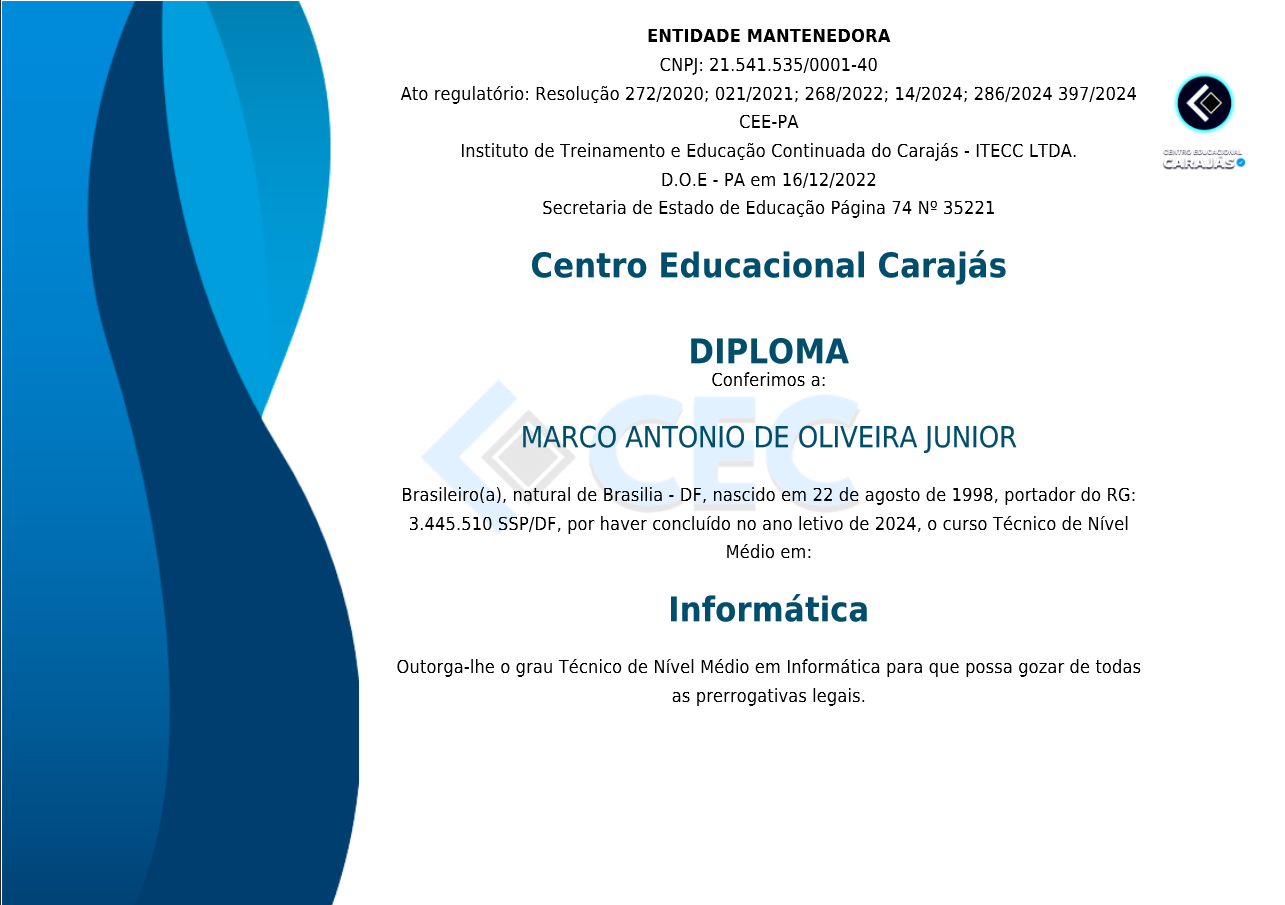 ENTIDADE MANTENEDORA
CNPJ: 21.541.535/0001-40
Ato regulatório: Resolução 272/2020; 021/2021; 268/2022; 14/2024; 286/2024 397/2024
CEE-PA
Instituto de Treinamento e Educação Continuada do Carajás - ITECC LTDA.
D.O.E - PA em 16/12/2022
Secretaria de Estado de Educação Página 74 Nº 35221
CENTRO EDUCACIONAL
CARAJÁS
Centro Educacional Carajás
DIPLOMA
Conferimos a:
CEC
MARCO ANTONIO DE OLIVEIRA JUNIOR
Brasileiro(a), natural de Brasilia - DF, nascido em 22 de agosto de 1998, portador do RG:
3.445.510 SSP/DF, por haver concluído no ano letivo de 2024, o curso Técnico de Nível
Médio em:
Informática
Outorga-lhe o grau Técnico de Nível Médio em Informática para que possa gozar de todas
as prerrogativas legais.